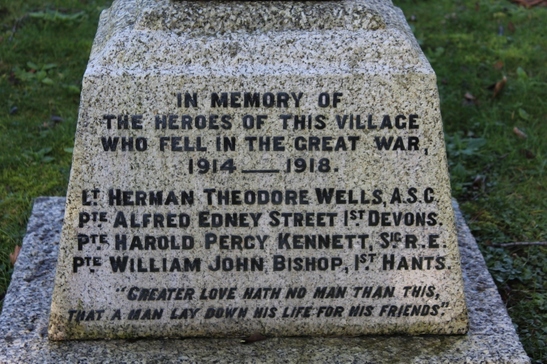 IN MEMORY OF
THE HEROES OF THIS VILLAGE
WHO FELL IN THE GREAT WAR,
1914 — 1918.
LT HERMAN THEODORE WELLS, A.S.C.
PTE ALFRED EDNEY STREET 1ST DEVONS.
PTE HAROLD PERCY KENNETT, SIG R.E.
PTE WILLIAM JOHN BISHOP, 1ST HANTS.
"GREATER LOVE HATH NO MAN THAN THIS,
THAT A MAN LAY DOWN HIS LIFE FOR HIS FRIENDS"